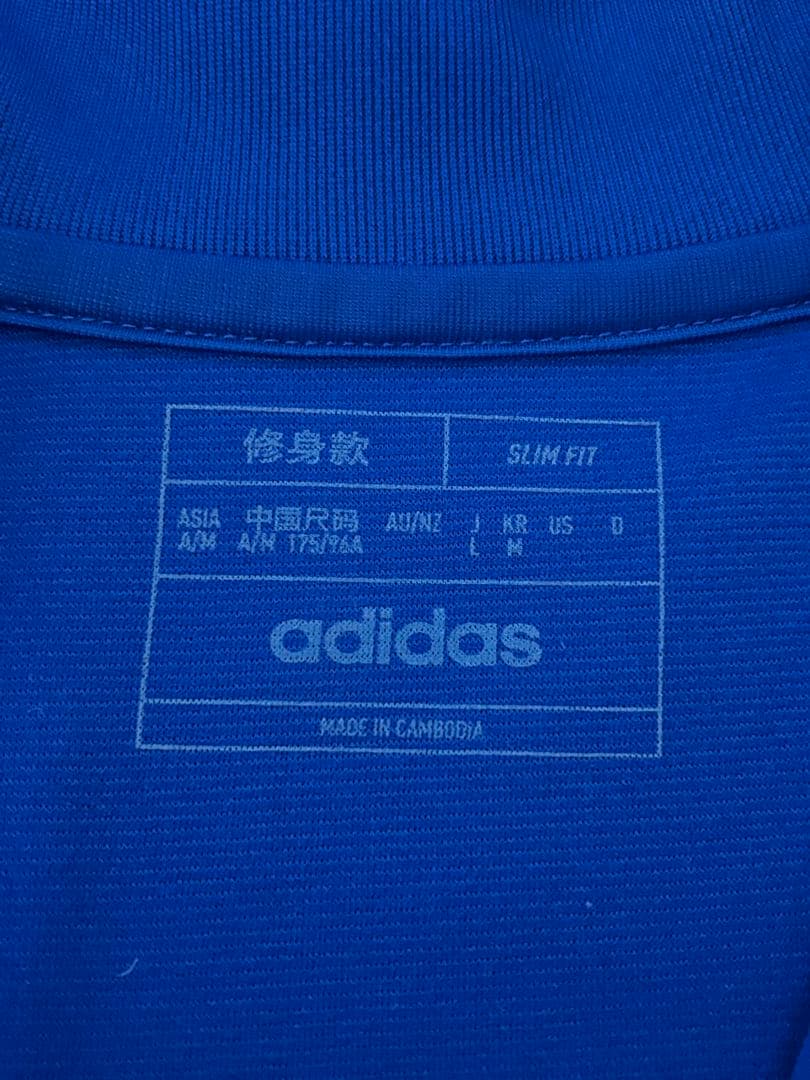 修身款 SLIM FIT
ASIA 中国尺码 AU/NZ J KR US D
A/M A/M 175/96A L M
adidas
MADE IN CAMBODIA